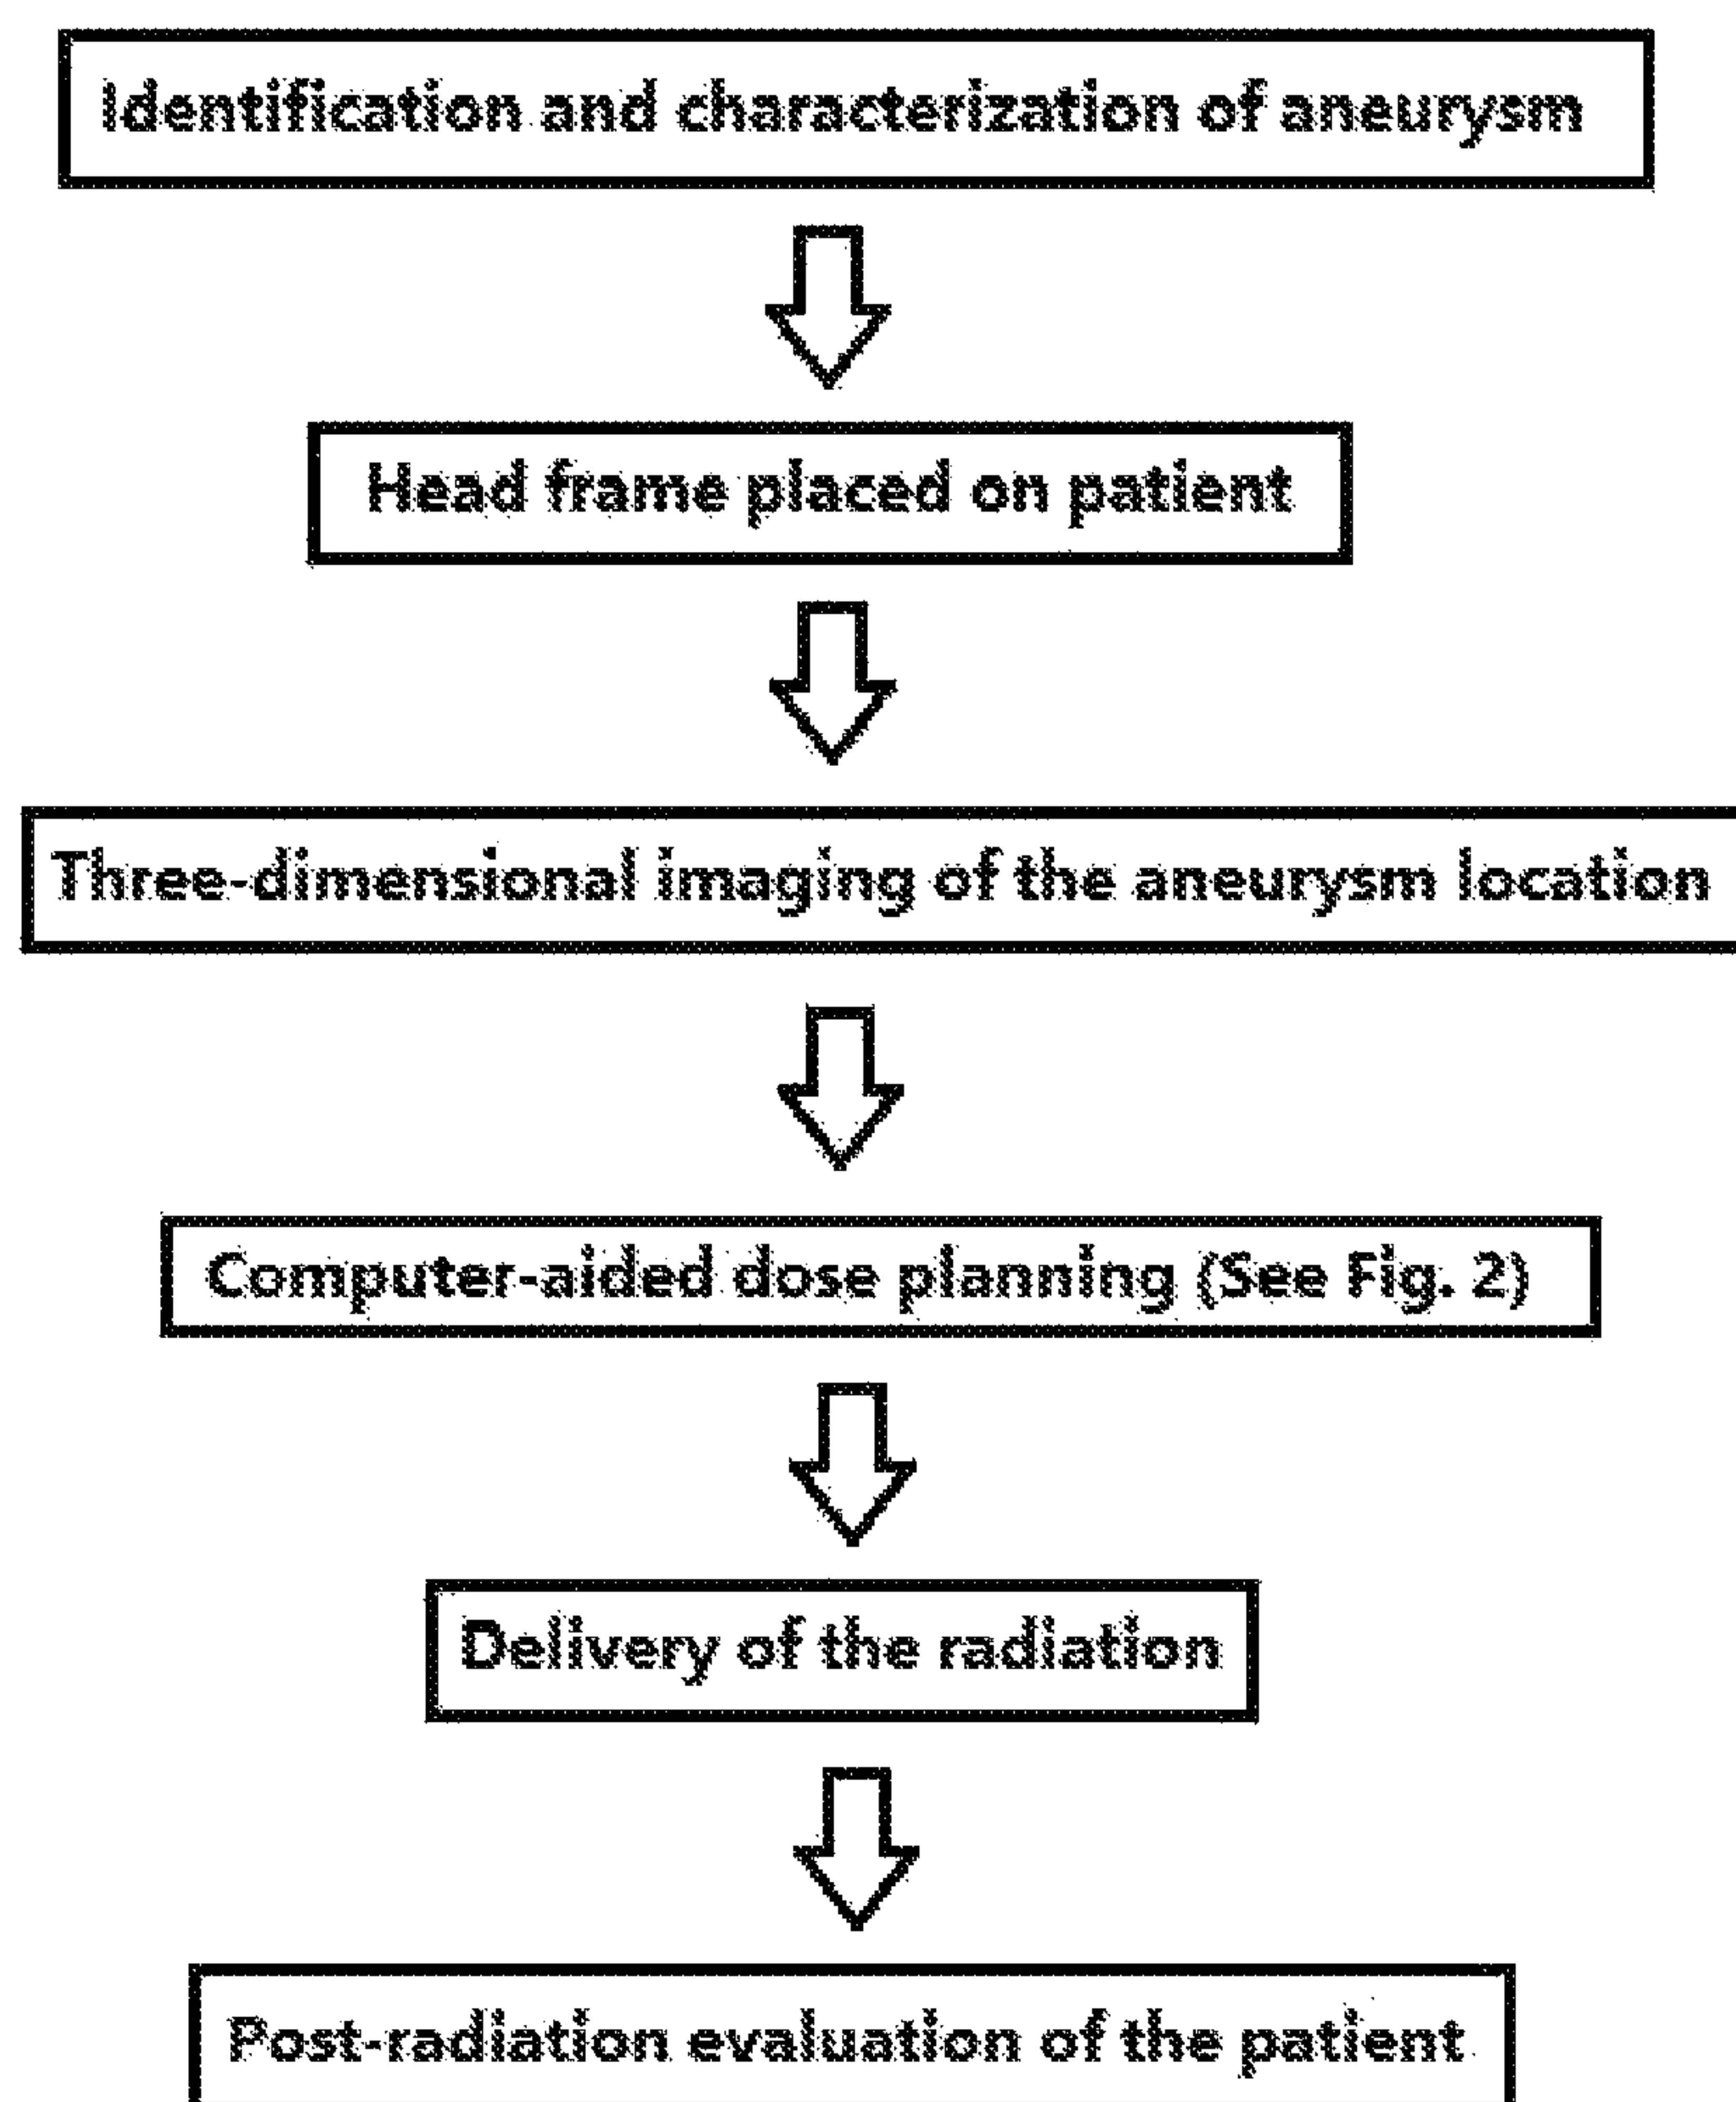 Identification and characterization of aneurysm
Head frame placed on patient
Three-dimensional imaging of the aneurysm location
Computer-aided dose planning (See Fig. 2)
Delivery of the radiation
Post-radiation evaluation of the patient